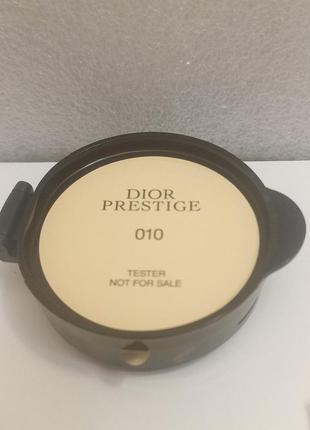 DIOR
PRESTIGE
010
TESTER
NOT FOR SALE